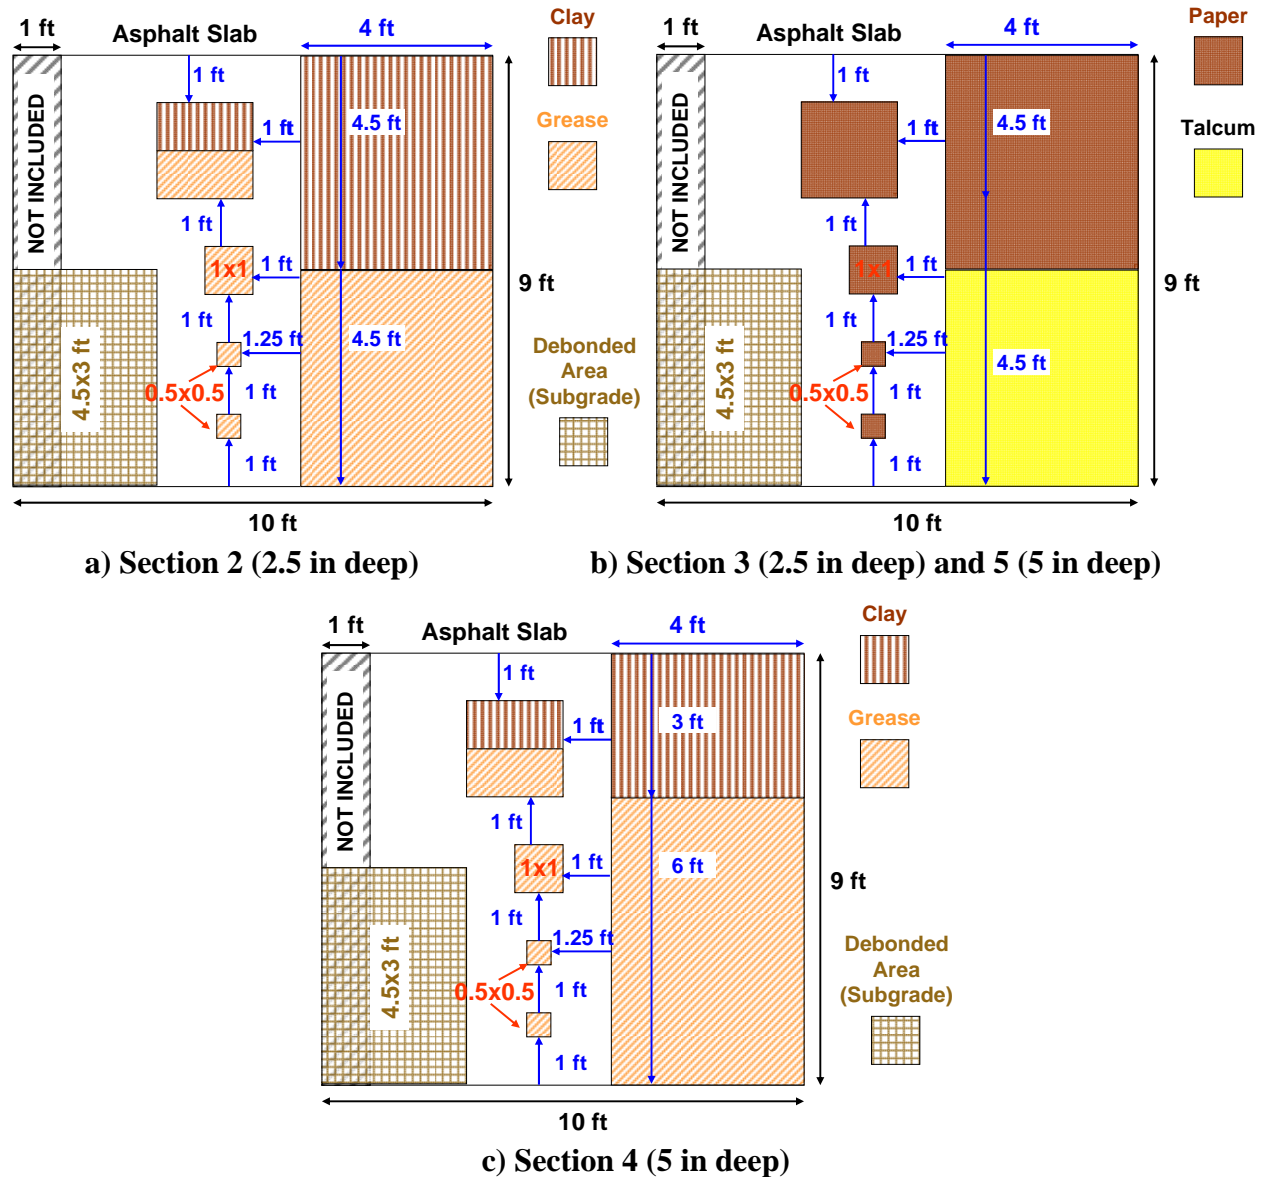 1 ft
Asphalt Slab
4 ft
Clay
1 ft
NOT INCLUDED
1 ft
4.5 ft
Grease
1 ft
1x1
1 ft
9 ft
1 ft
1.25 ft
4.5 ft
4.5x3 ft
0.5x0.5
1 ft
Debonded
Area
(Subgrade)
1 ft
10 ft
a) Section 2 (2.5 in deep)
1 ft
Asphalt Slab
4 ft
Paper
1 ft
NOT INCLUDED
1 ft
4.5 ft
Talcum
1 ft
1x1
1 ft
9 ft
1 ft
1.25 ft
4.5 ft
4.5x3 ft
0.5x0.5
1 ft
1 ft
10 ft
b) Section 3 (2.5 in deep) and 5 (5 in deep)
1 ft
Asphalt Slab
4 ft
Clay
1 ft
NOT INCLUDED
1 ft
3 ft
Grease
1 ft
1x1
1 ft
6 ft
9 ft
1 ft
1.25 ft
4.5x3 ft
0.5x0.5
1 ft
Debonded
Area
(Subgrade)
1 ft
10 ft
c) Section 4 (5 in deep)